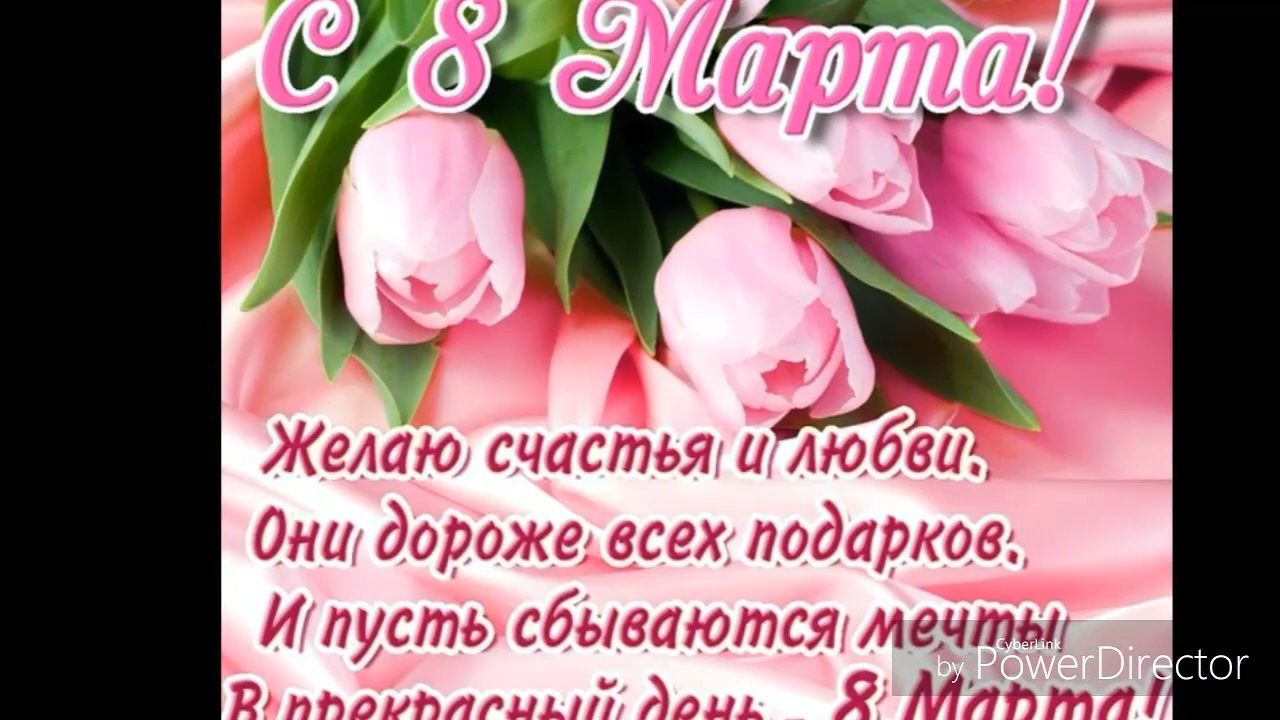 С 8 Марта!
Желаю счастья и любви.
Они дороже всех подарков.
И пусть сбываются мечты
В прекрасный день - 8 Марта!
CyberLink
by PowerDirector